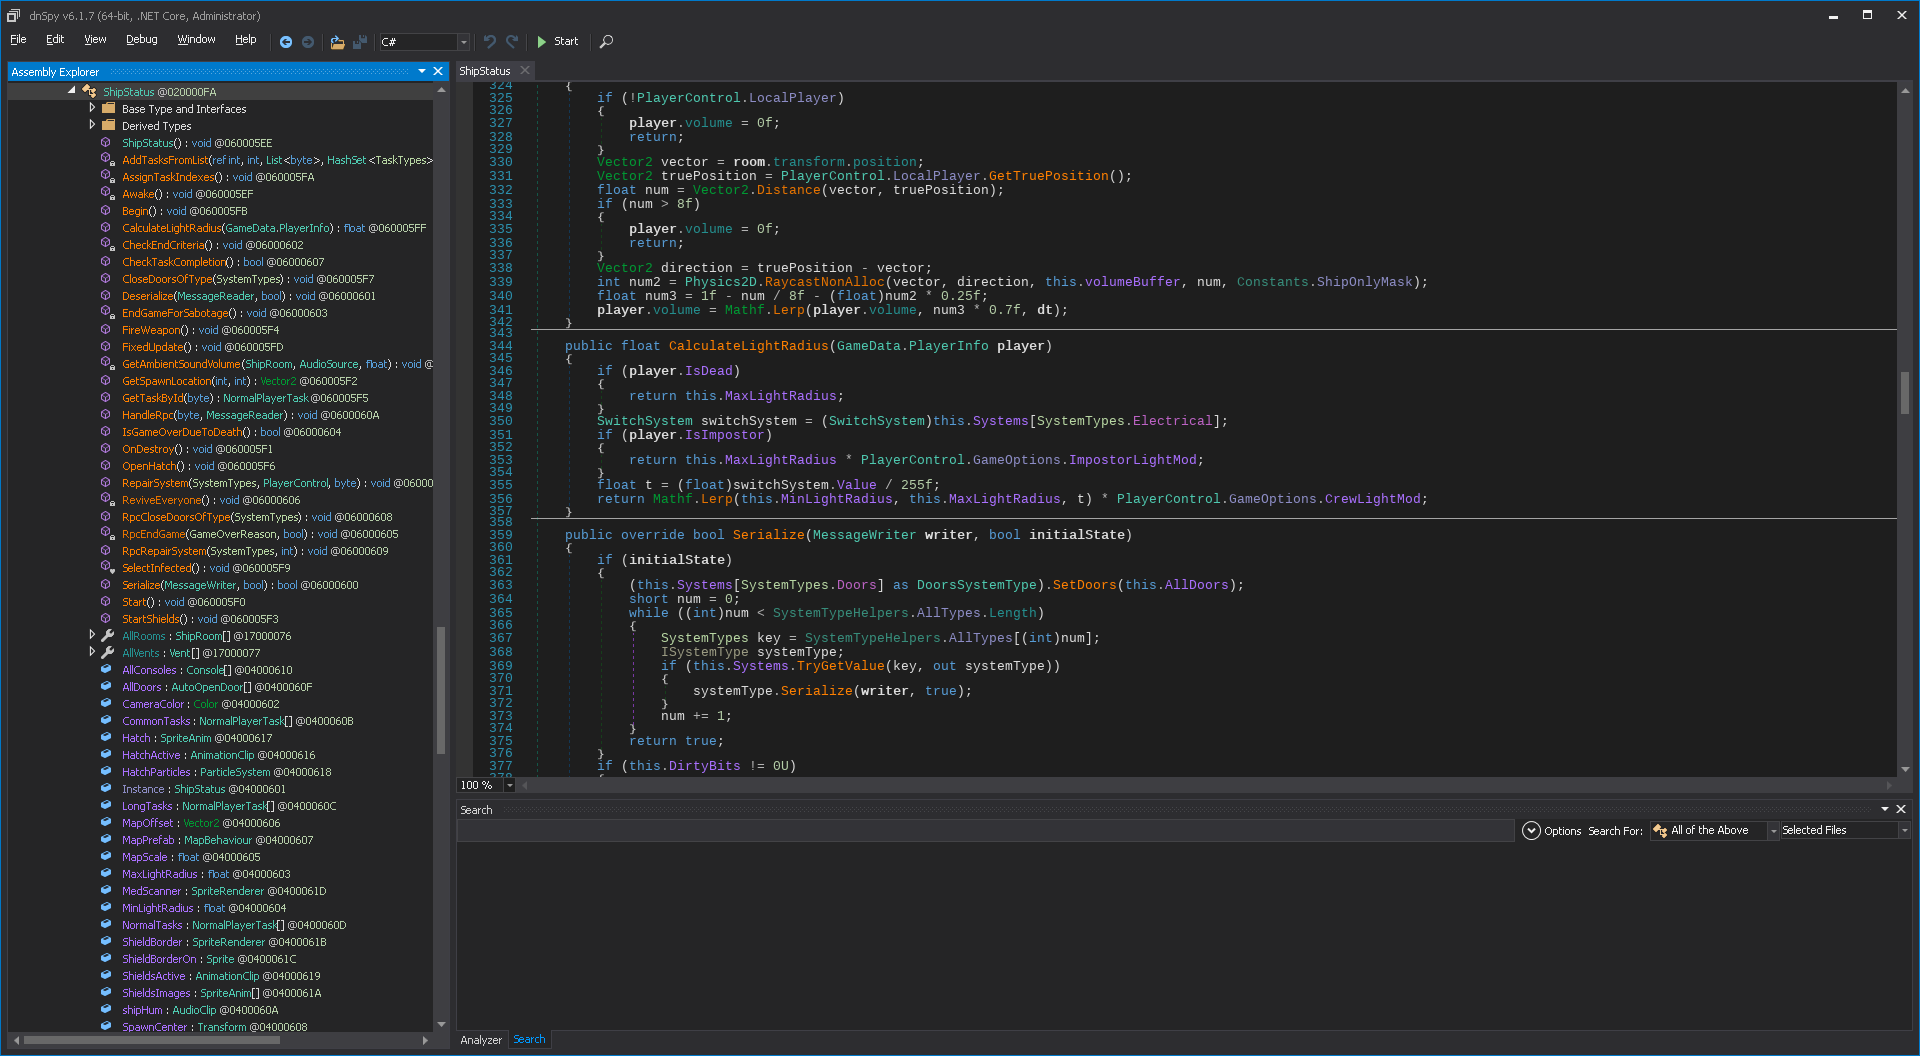 dnSpy v6.1.7 (64-bit, .NET Core, Administrator)
File Edit View Debug Window Help C# Start
Assembly Explorer
ShipStatus @020000FA
Base Type and Interfaces
Derived Types
ShipStatus() : void @060005EE
AddTasksFromList(ref int, int, List<byte>, HashSet<TaskTypes>
AssignTaskIndexes() : void @060005FA
Awake() : void @060005EF
Begin() : void @060005FB
CalculateLightRadius(GameData.PlayerInfo) : float @060005FF
CheckEndCriteria() : void @06000602
CheckTaskCompletion() : bool @06000607
CloseDoorsOfType(SystemTypes) : void @060005F7
Deserialize(MessageReader, bool) : void @06000601
EndGameForSabotage() : void @06000603
FireWeapon() : void @060005F4
FixedUpdate() : void @060005FD
GetAmbientSoundVolume(ShipRoom, AudioSource, float) : void @
GetSpawnLocation(int, int) : Vector2 @060005F2
GetTaskById(byte) : NormalPlayerTask @060005F5
HandleRpc(byte, MessageReader) : void @0600060A
IsGameOverDueToDeath() : bool @06000604
OnDestroy() : void @060005F1
OpenHatch() : void @060005F6
RepairSystem(SystemTypes, PlayerControl, byte) : void @06000
ReviveEveryone() : void @06000606
RpcCloseDoorsOfType(SystemTypes) : void @06000608
RpcEndGame(GameOverReason, bool) : void @06000605
RpcRepairSystem(SystemTypes, int) : void @06000609
SelectInfected() : void @060005F9
Serialize(MessageWriter, bool) : bool @06000600
Start() : void @060005F0
StartShields() : void @060005F3
AllRooms : ShipRoom[] @17000076
AllVents : Vent[] @17000077
AllConsoles : Console[] @04000610
AllDoors : AutoOpenDoor[] @0400060F
CameraColor : Color @04000602
CommonTasks : NormalPlayerTask[] @0400060B
Hatch : SpriteAnim @04000617
HatchActive : AnimationClip @04000616
HatchParticles : ParticleSystem @04000618
Instance : ShipStatus @04000601
LongTasks : NormalPlayerTask[] @0400060C
MapOffset : Vector2 @04000606
MapPrefab : MapBehaviour @04000607
MapScale : float @04000605
MaxLightRadius : float @04000603
MedScanner : SpriteRenderer @0400061D
MinLightRadius : float @04000604
NormalTasks : NormalPlayerTask[] @0400060D
ShieldBorder : SpriteRenderer @0400061B
ShieldBorderOn : Sprite @0400061C
ShieldsActive : AnimationClip @04000619
ShieldsImages : SpriteAnim[] @0400061A
shipHum : AudioClip @0400060A
SpawnCenter : Transform @04000608
ShipStatus
324 {
325 if (!PlayerControl.LocalPlayer)
326 {
327 player.volume = 0f;
328 return;
329 }
330 Vector2 vector = room.transform.position;
331 Vector2 truePosition = PlayerControl.LocalPlayer.GetTruePosition();
332 float num = Vector2.Distance(vector, truePosition);
333 if (num > 8f)
334 {
335 player.volume = 0f;
336 return;
337 }
338 Vector2 direction = truePosition - vector;
339 int num2 = Physics2D.RaycastNonAlloc(vector, direction, this.volumeBuffer, num, Constants.ShipOnlyMask);
340 float num3 = 1f - num / 8f - (float)num2 * 0.25f;
341 player.volume = Mathf.Lerp(player.volume, num3 * 0.7f, dt);
342 }
343
344 public float CalculateLightRadius(GameData.PlayerInfo player)
345 {
346 if (player.IsDead)
347 {
348 return this.MaxLightRadius;
349 }
350 SwitchSystem switchSystem = (SwitchSystem)this.Systems[SystemTypes.Electrical];
351 if (player.IsImpostor)
352 {
353 return this.MaxLightRadius * PlayerControl.GameOptions.ImpostorLightMod;
354 }
355 float t = (float)switchSystem.Value / 255f;
356 return Mathf.Lerp(this.MinLightRadius, this.MaxLightRadius, t) * PlayerControl.GameOptions.CrewLightMod;
357 }
358
359 public override bool Serialize(MessageWriter writer, bool initialState)
360 {
361 if (initialState)
362 {
363 (this.Systems[SystemTypes.Doors] as DoorsSystemType).SetDoors(this.AllDoors);
364 short num = 0;
365 while ((int)num < SystemTypeHelpers.AllTypes.Length)
366 {
367 SystemTypes key = SystemTypeHelpers.AllTypes[(int)num];
368 ISystemType systemType;
369 if (this.Systems.TryGetValue(key, out systemType))
370 {
371 systemType.Serialize(writer, true);
372 }
373 num += 1;
374 }
375 return true;
376 }
377 if (this.DirtyBits != 0U)
378 {
100 %
Search
Options Search For: All of the Above Selected Files
Analyzer Search